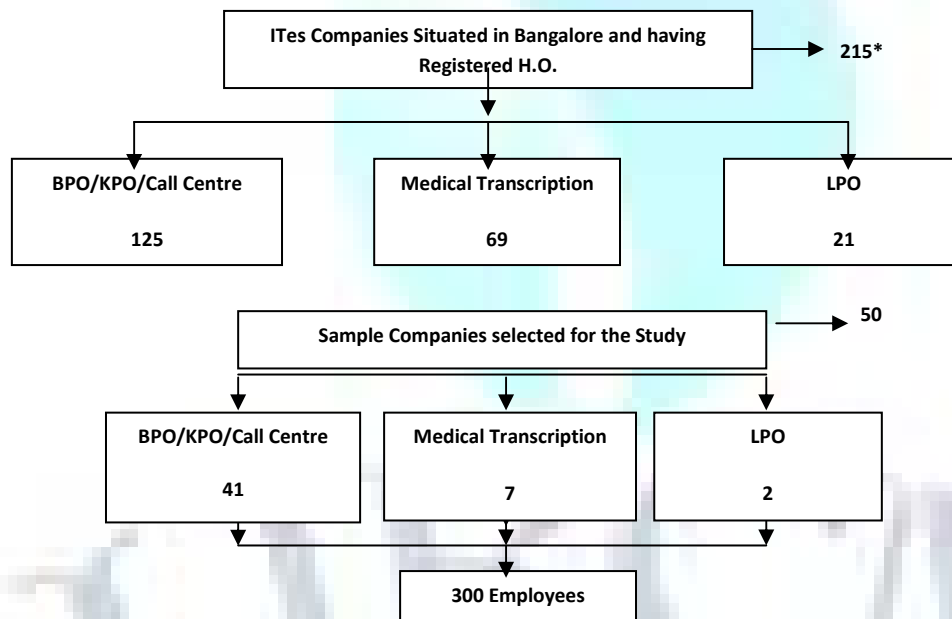 ITes Companies Situated in Bangalore and having
Registered H.O.
215*
BPO/KPO/Call Centre
125
Medical Transcription
69
LPO
21
Sample Companies selected for the Study
50
BPO/KPO/Call Centre
41
Medical Transcription
7
LPO
2
300 Employees